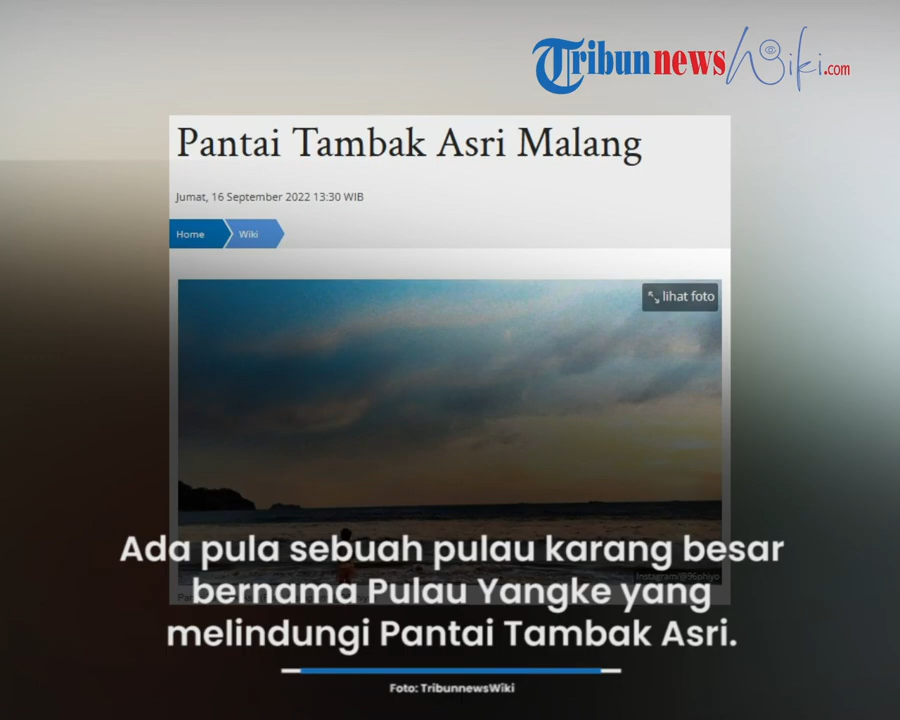 TribunnewsWiki.com
Pantai Tambak Asri Malang
Jumat, 16 September 2022 13:30 WIB
Home
Wiki
lihat foto
Instagram/@96phiyo
Ada pula sebuah pulau karang besar
bernama Pulau Yangke yang
melindungi Pantai Tambak Asri.
Foto: TribunnewsWiki